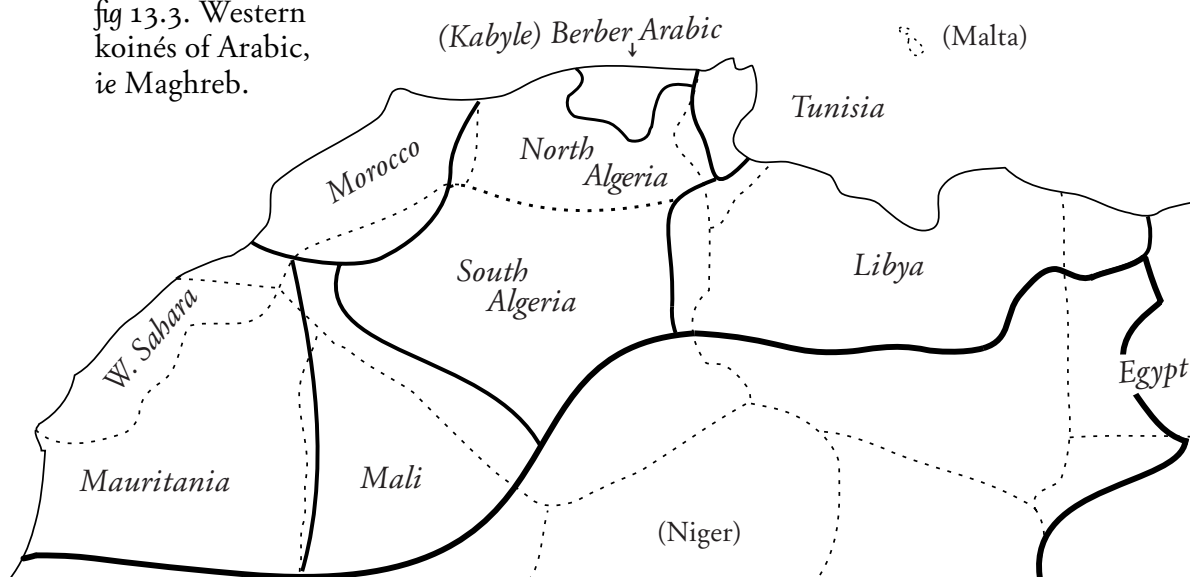 fig 13.3. Western
koinés of Arabic,
ie Maghreb.
(Kabyle) Berber Arabic
↓
(Malta)
Tunisia
Morocco
North
Algeria
South
Algeria
Libya
W. Sahara
Egypt
Mauritania
Mali
(Niger)